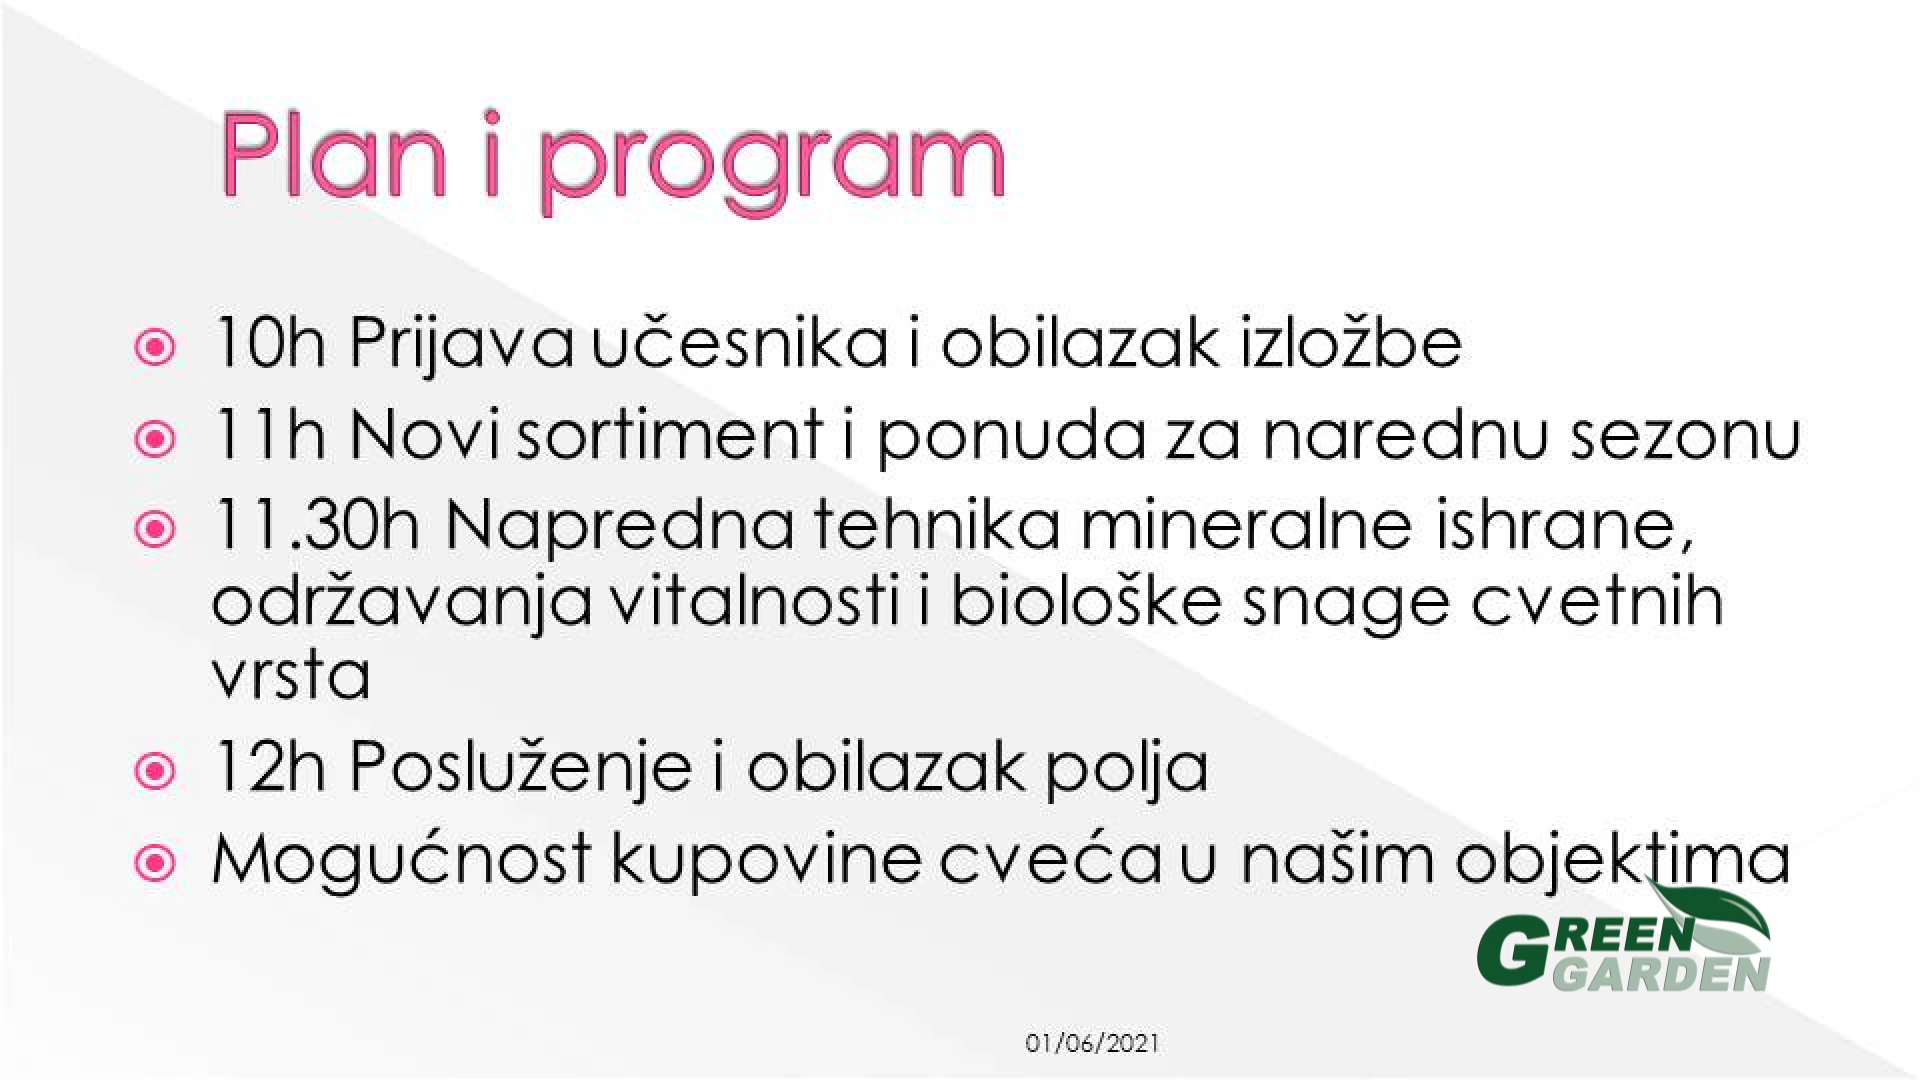 Plan i program
10h Prijava učesnika i obilazak izložbe
11h Novi sortiment i ponuda za narednu sezonu
11.30h Napredna tehnika mineralne ishrane,
održavanja vitalnosti i biološke snage cvetnih
vrsta
12h Posluženje i obilazak polja
Mogućnost kupovine cveća u našim objektima
GREEN
GARDEN
01/06/2021